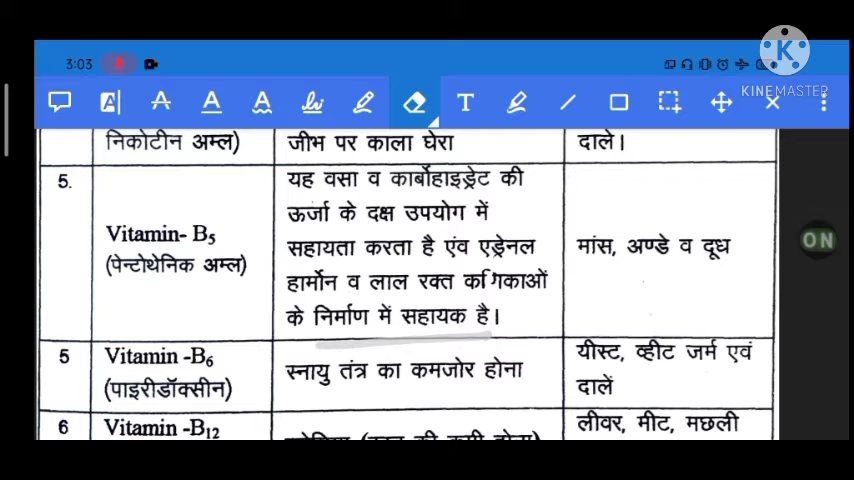 3:03
KINEMASTER
निकोटीन अम्ल)
जीभ पर काला घेरा
दाले।
5.
Vitamin- B5
(पेन्टोथेनिक अम्ल)
यह वसा व कार्बोहाइड्रेट की
ऊर्जा के दक्ष उपयोग में
सहायता करता है एंव एड्रेनल
हार्मोन व लाल रक्त कणिकाओं
के निर्माण में सहायक है।
मांस, अण्डे व दूध
ON
5
Vitamin -B6
(पाइरीडॉक्सीन)
स्नायु तंत्र का कमजोर होना
यीस्ट, व्हीट जर्म एवं
दालें
6
Vitamin -B12
लीवर, मीट, मछली